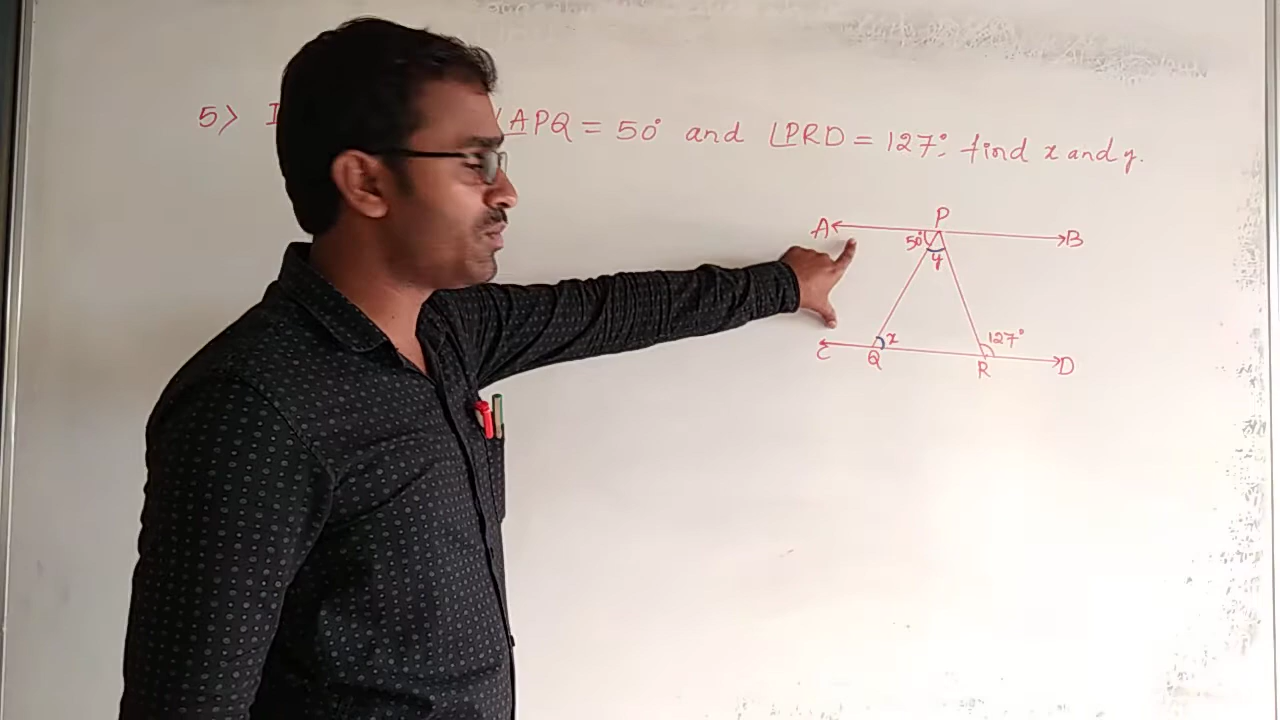 5> I ∠APQ = 50° and ∠PRD = 127°, find x and y.
P
A B
50°
y
x 127°
C Q R D